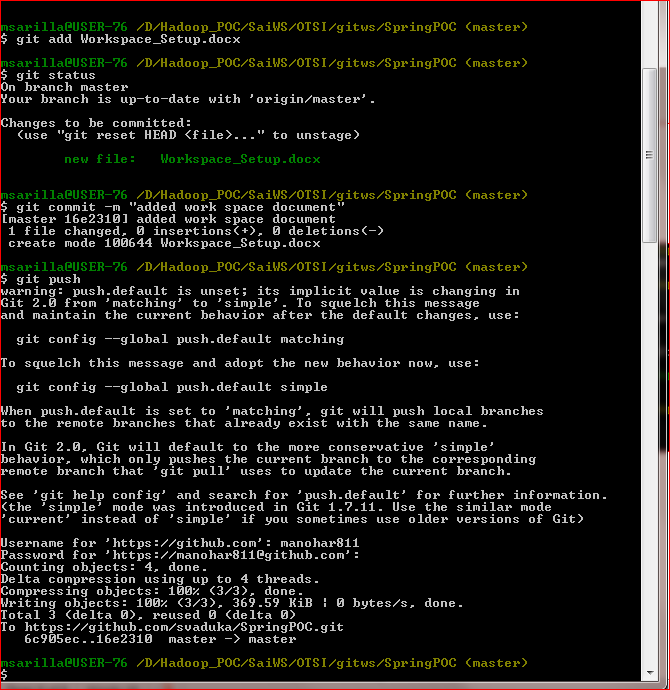 msarilla@USER-76 /D/Hadoop_POC/SaiWS/OTSI/gitws/SpringPOC (master)
$ git add Workspace_Setup.docx
msarilla@USER-76 /D/Hadoop_POC/SaiWS/OTSI/gitws/SpringPOC (master)
$ git status
On branch master
Your branch is up-to-date with 'origin/master'.
Changes to be committed:
  (use "git reset HEAD <file>..." to unstage)
        new file:   Workspace_Setup.docx
msarilla@USER-76 /D/Hadoop_POC/SaiWS/OTSI/gitws/SpringPOC (master)
$ git commit -m "added work space document"
[master 16e2310] added work space document
 1 file changed, 0 insertions(+), 0 deletions(-)
 create mode 100644 Workspace_Setup.docx
msarilla@USER-76 /D/Hadoop_POC/SaiWS/OTSI/gitws/SpringPOC (master)
$ git push
warning: push.default is unset; its implicit value is changing in
Git 2.0 from 'matching' to 'simple'. To squelch this message
and maintain the current behavior after the default changes, use:
  git config --global push.default matching
To squelch this message and adopt the new behavior now, use:
  git config --global push.default simple
When push.default is set to 'matching', git will push local branches
to the remote branches that already exist with the same name.
In Git 2.0, Git will default to the more conservative 'simple'
behavior, which only pushes the current branch to the corresponding
remote branch that 'git pull' uses to update the current branch.
See 'git help config' and search for 'push.default' for further information.
(the 'simple' mode was introduced in Git 1.7.11. Use the similar mode
'current' instead of 'simple' if you sometimes use older versions of Git)
Username for 'https://github.com': manohar811
Password for 'https://manohar811@github.com':
Counting objects: 4, done.
Delta compression using up to 4 threads.
Compressing objects: 100% (3/3), done.
Writing objects: 100% (3/3), 369.59 KiB ¦ 0 bytes/s, done.
Total 3 (delta 0), reused 0 (delta 0)
To https://github.com/svaduka/SpringPOC.git
   6c905ec..16e2310  master -> master
msarilla@USER-76 /D/Hadoop_POC/SaiWS/OTSI/gitws/SpringPOC (master)
$